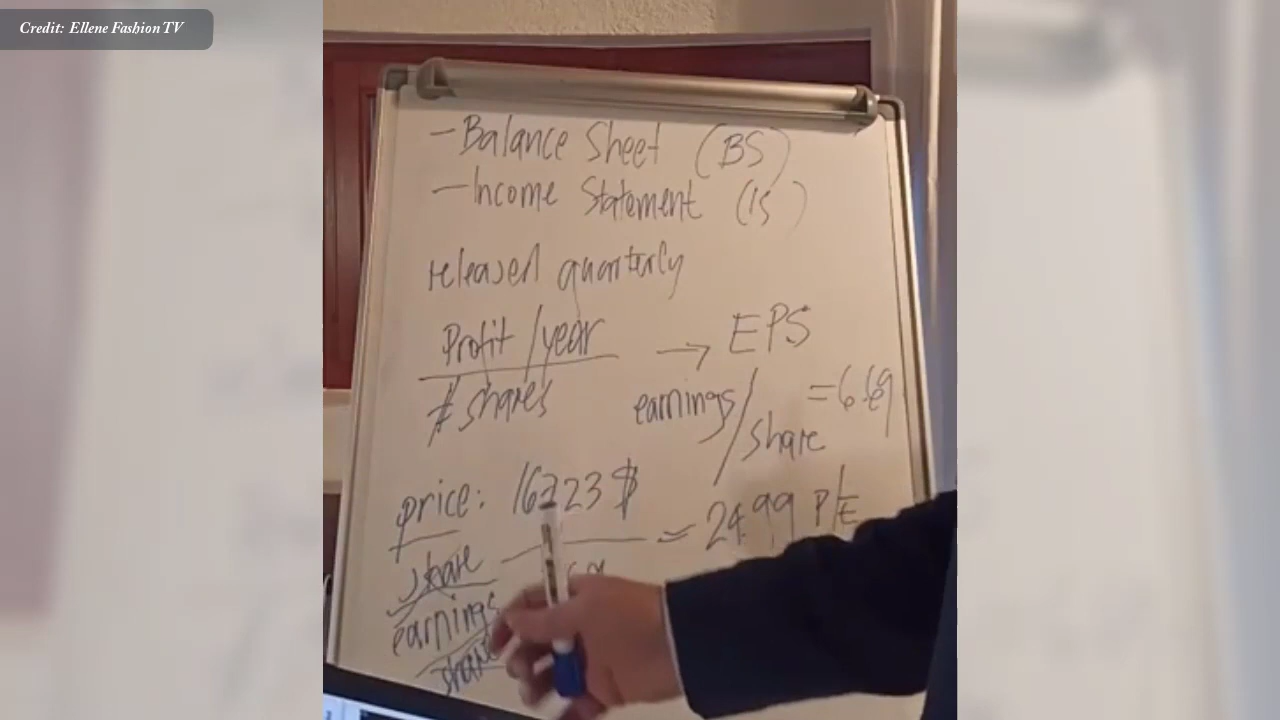 Credit: Ellene Fashion TV
- Balance Sheet (BS)
- Income Statement (IS)
released quarterly
Profit/year → EPS
# shares earnings/share = 6.69
price: 167.23 $ = 24.99 P/E
share
earnings
share